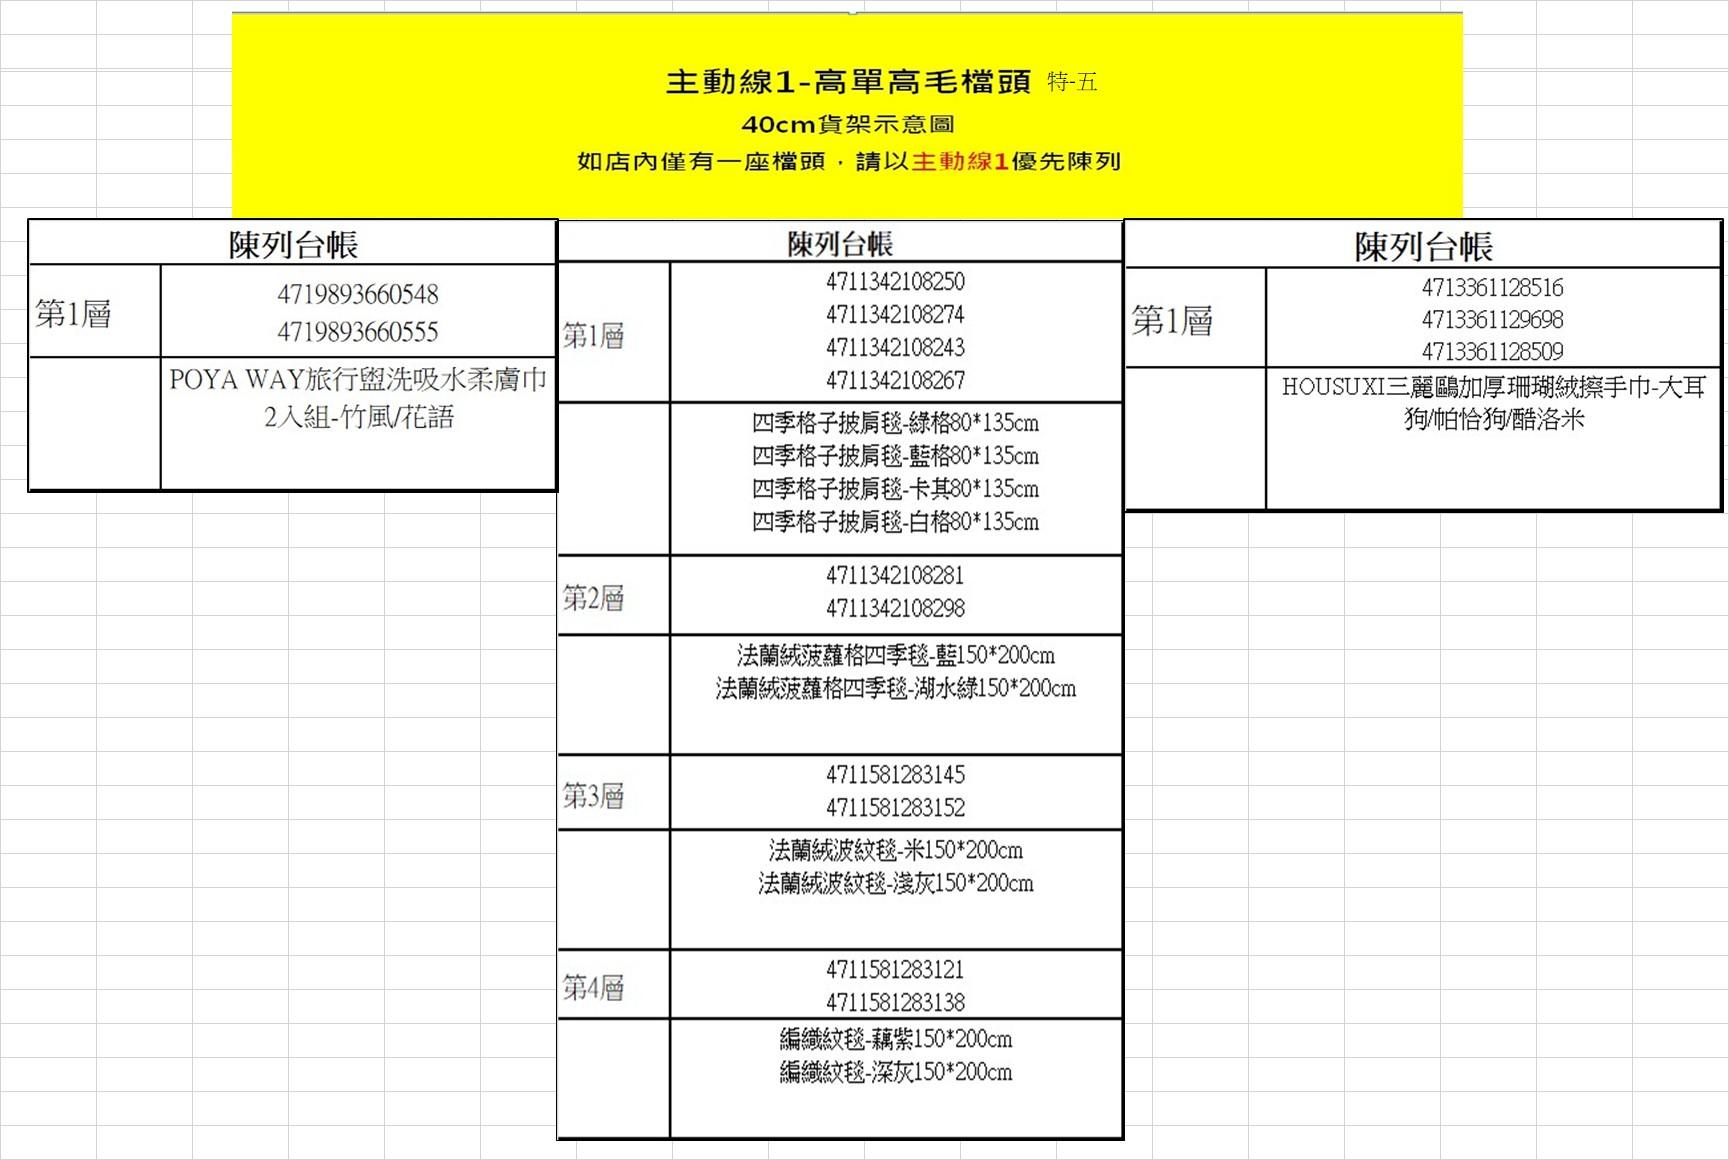 主動線1-高單高毛檔頭 特-五
40cm貨架示意圖
如店內僅有一座檔頭，請以主動線1優先陳列
陳列台帳
第1層
4719893660548
4719893660555
POYA WAY旅行盥洗吸水柔膚巾
2入組-竹風/花語
陳列台帳
第1層
4711342108250
4711342108274
4711342108243
4711342108267
四季格子披肩毯-綠格80*135cm
四季格子披肩毯-藍格80*135cm
四季格子披肩毯-卡其80*135cm
四季格子披肩毯-白格80*135cm
第2層
4711342108281
4711342108298
法蘭絨菠蘿格四季毯-藍150*200cm
法蘭絨菠蘿格四季毯-湖水綠150*200cm
第3層
4711581283145
4711581283152
法蘭絨波紋毯-米150*200cm
法蘭絨波紋毯-淺灰150*200cm
第4層
4711581283121
4711581283138
編織紋毯-藕紫150*200cm
編織紋毯-深灰150*200cm
陳列台帳
第1層
4713361128516
4713361129698
4713361128509
HOUSUXI三麗鷗加厚珊瑚絨擦手巾-大耳
狗/帕恰狗/酷洛米